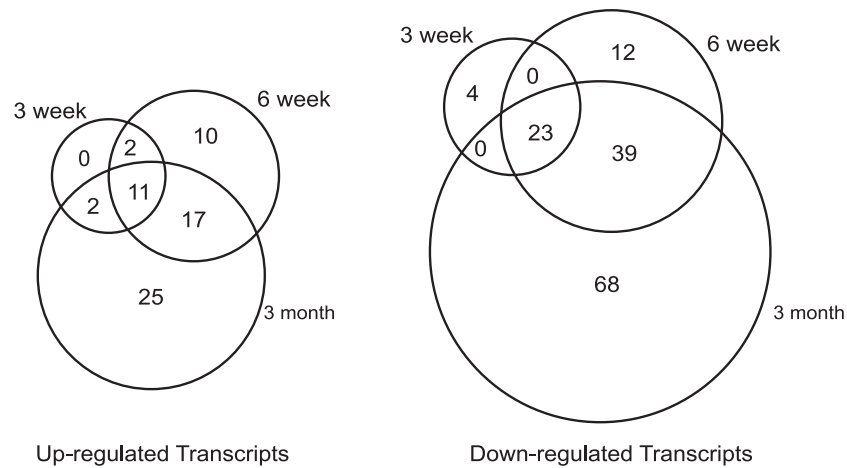 3 week
6 week
0
2
10
2
11
17
25
3 month
Up-regulated Transcripts
3 week
6 week
4
0
12
0
23
39
68
3 month
Down-regulated Transcripts